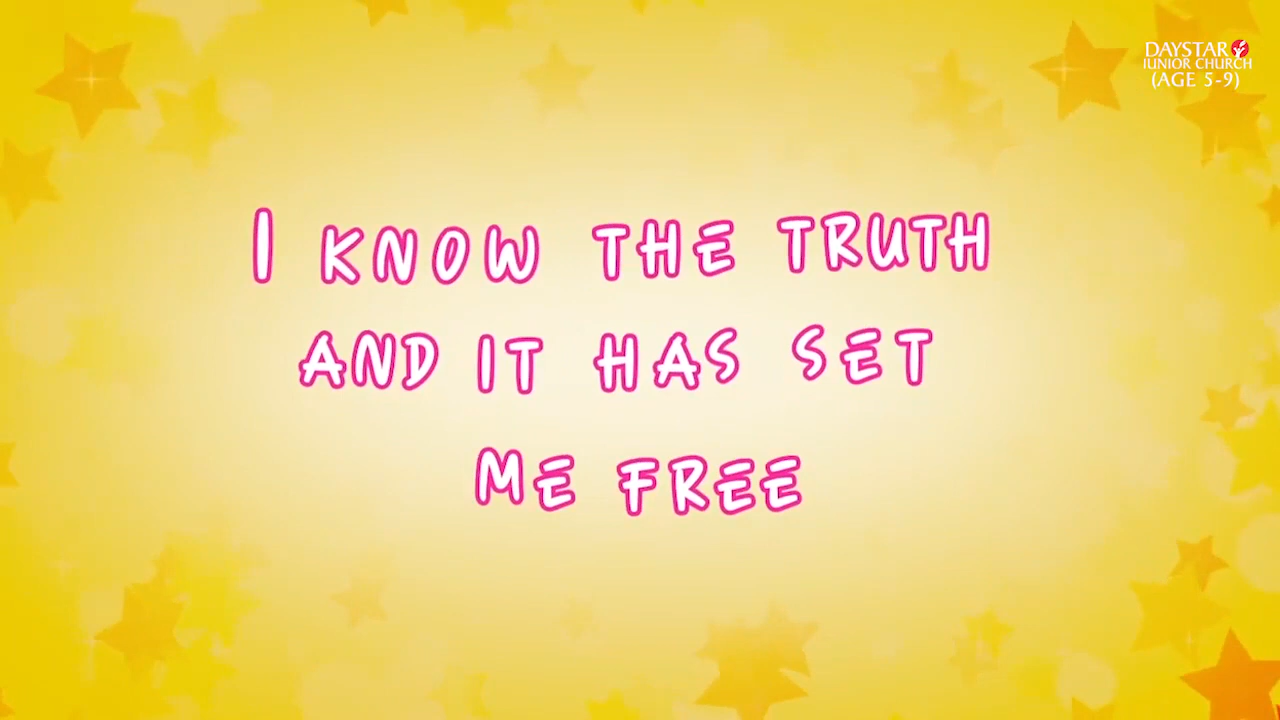 DAYSTAR
JUNIOR CHURCH
(AGE 5-9)
I KNOW THE TRUTH
AND IT HAS SET
ME FREE